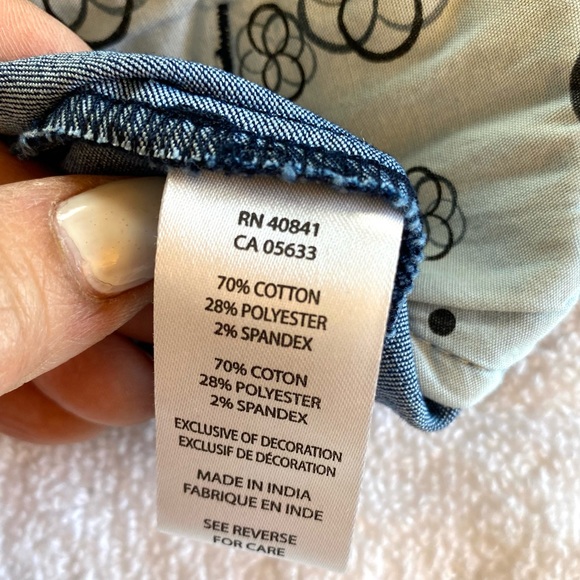 RN 40841
CA 05633
70% COTTON
28% POLYESTER
2% SPANDEX
70% COTON
28% POLYESTER
2% SPANDEX
EXCLUSIVE OF DECORATION
EXCLUSIF DE DÉCORATION
MADE IN INDIA
FABRIQUE EN INDE
SEE REVERSE
FOR CARE